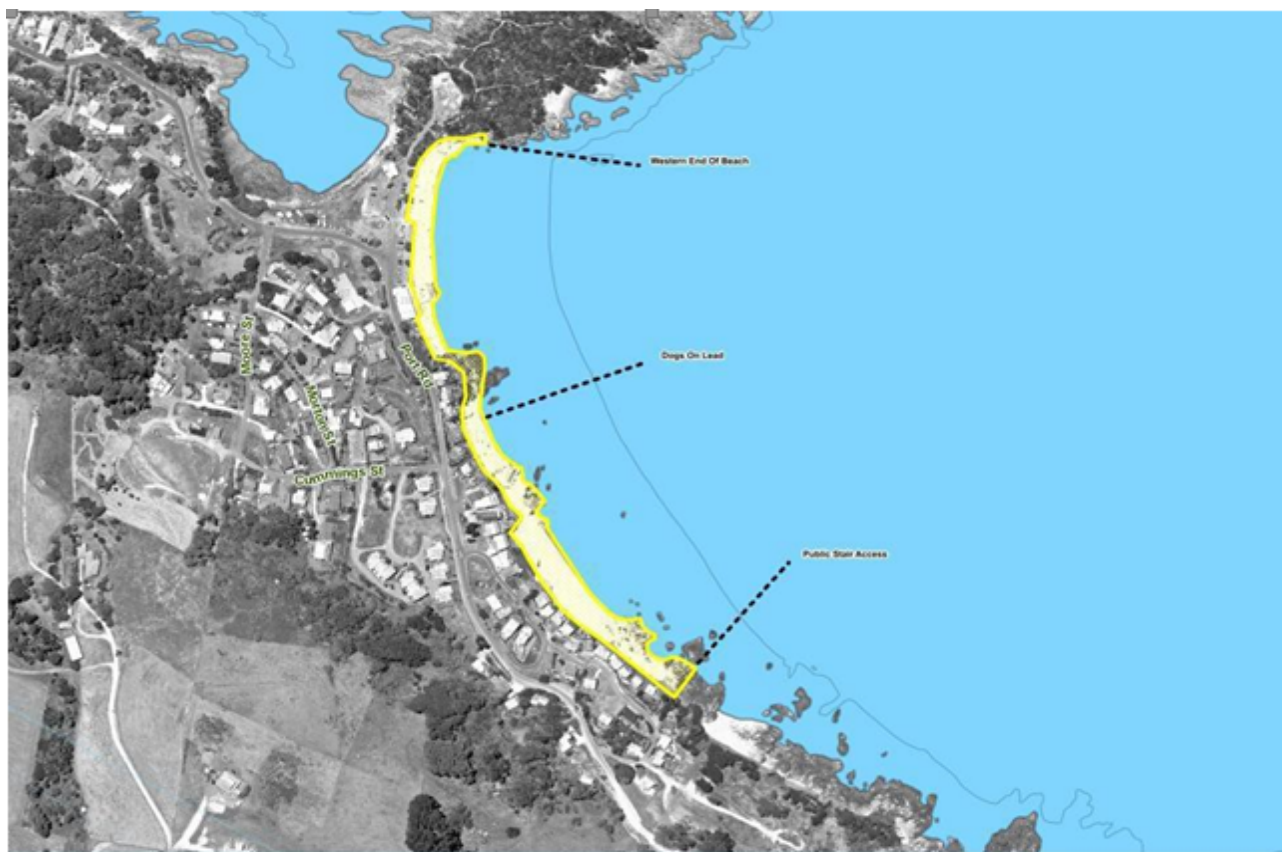 Western End Of Beach
Dogs On Lead
Port Rd
Moore St
Morton St
Cummings St
Public Stair Access